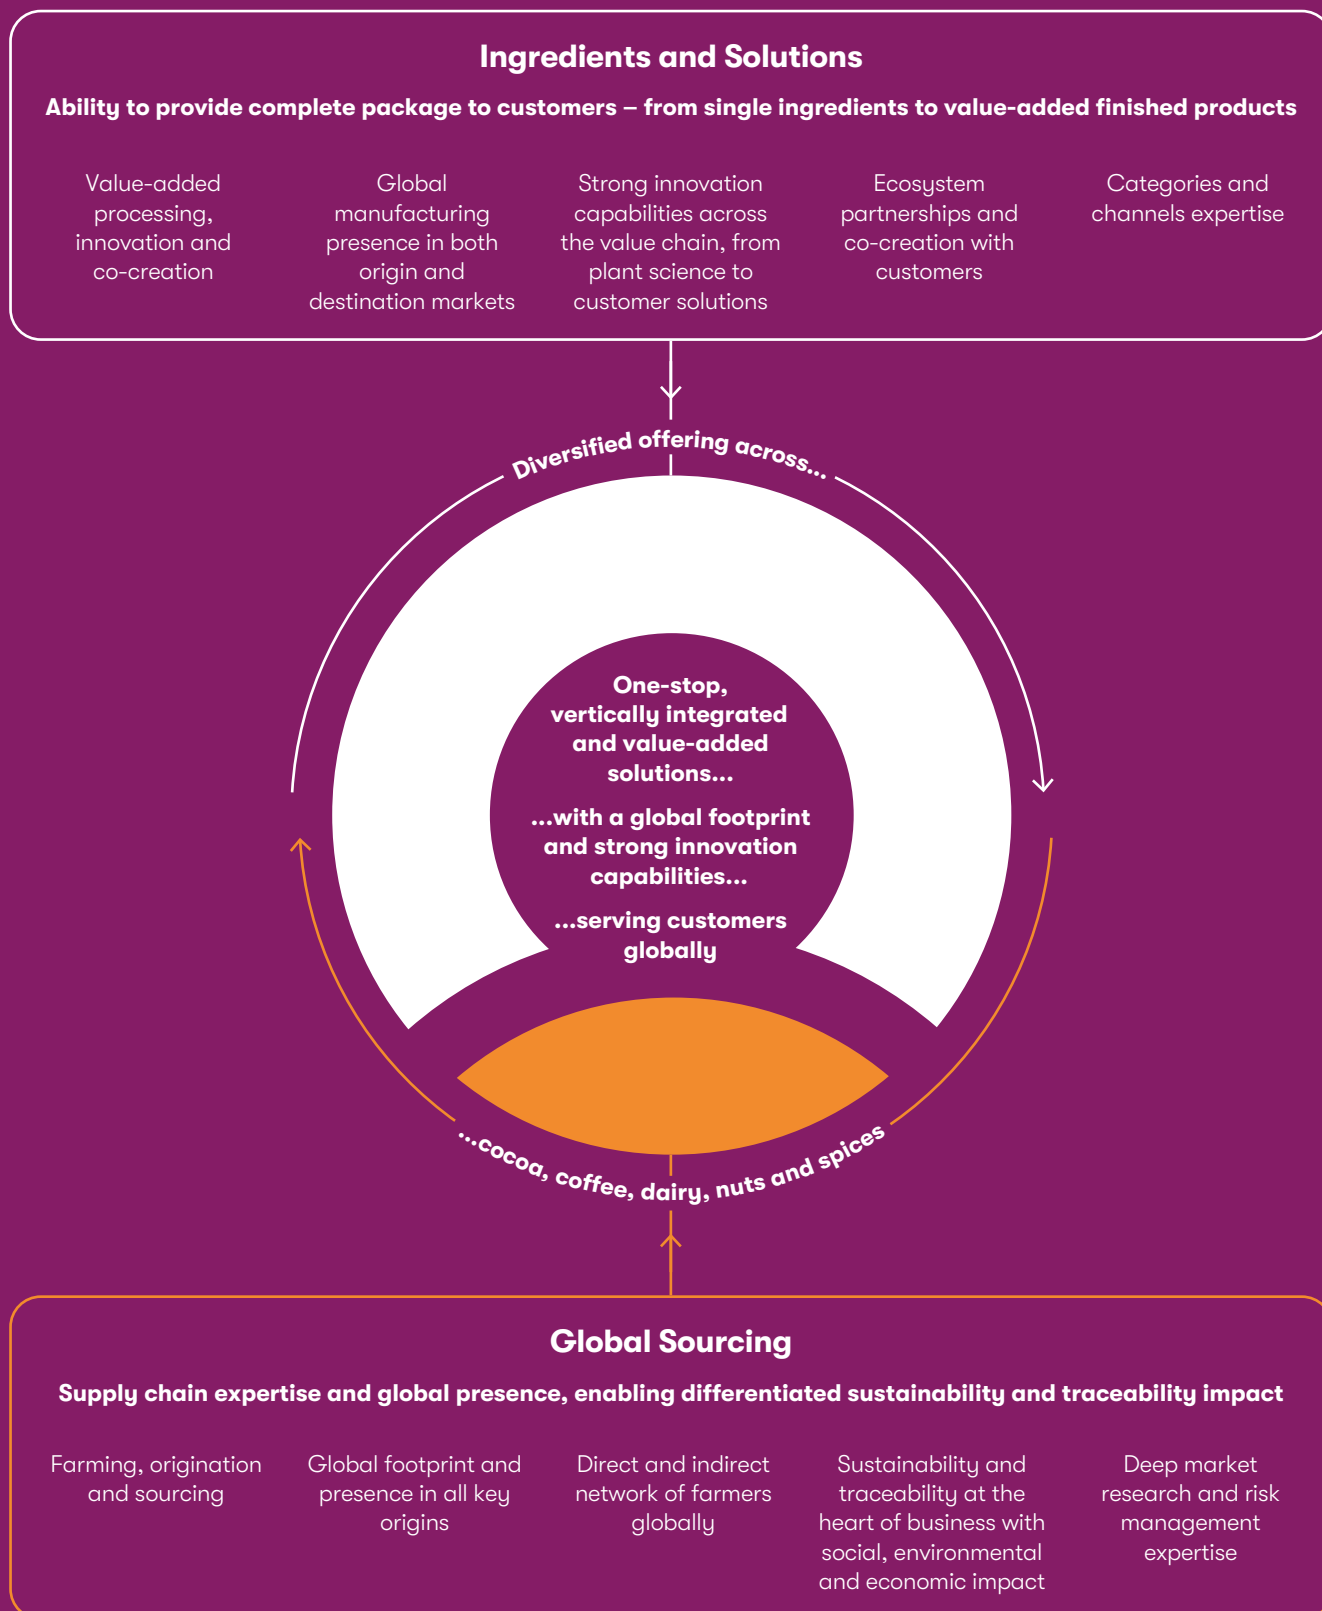 Ingredients and Solutions
Ability to provide complete package to customers – from single ingredients to value-added finished products
Value-added
processing,
innovation and
co-creation
Global
manufacturing
presence in both
origin and
destination markets
Strong innovation
capabilities across
the value chain, from
plant science to
customer solutions
Ecosystem
partnerships and
co-creation with
customers
Categories and
channels expertise
Diversified offering across...
One-stop,
vertically integrated
and value-added
solutions...
...with a global footprint
and strong innovation
capabilities...
...serving customers
globally
...cocoa, coffee, dairy, nuts and spices
Global Sourcing
Supply chain expertise and global presence, enabling differentiated sustainability and traceability impact
Farming, origination
and sourcing
Global footprint and
presence in all key
origins
Direct and indirect
network of farmers
globally
Sustainability and
traceability at the
heart of business with
social, environmental
and economic impact
Deep market
research and risk
management
expertise